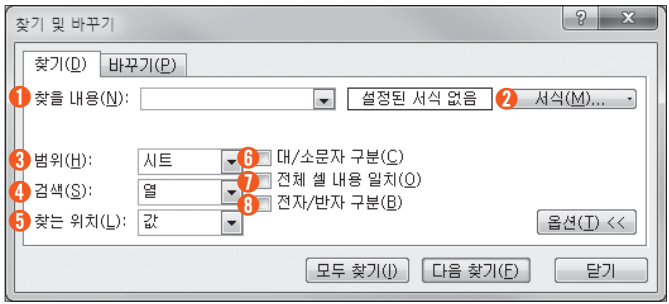 찾기 및 바꾸기
? X
찾기(D) 바꾸기(P)
1 찾을 내용(N): 설정된 서식 없음 2 서식(M)...
3 범위(H): 시트 6 대/소문자 구분(C)
4 검색(S): 열 7 전체 셀 내용 일치(O)
5 찾는 위치(L): 값 8 전자/반자 구분(B)
옵션(T) <<
모두 찾기(I) 다음 찾기(F) 닫기